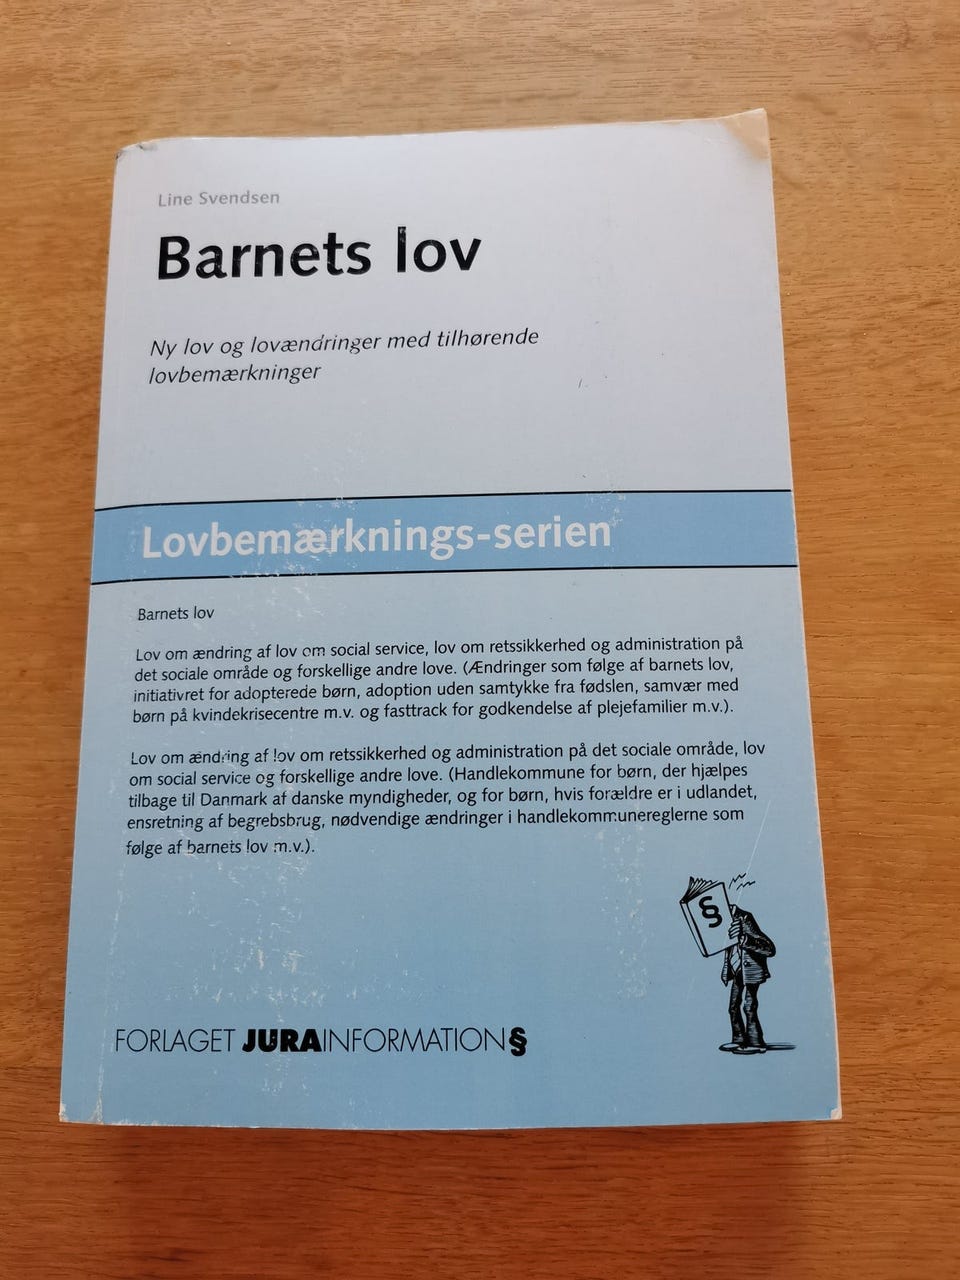 Line Svendsen
Barnets lov
Ny lov og lovændringer med tilhørende
lovbemærkninger
Lovbemærknings-serien
Barnets lov
Lov om ændring af lov om social service, lov om retssikkerhed og administration på
det sociale område og forskellige andre love. (Ændringer som følge af barnets lov,
initiativret for adopterede børn, adoption uden samtykke fra fødslen, samvær med
børn på kvindekrisecentre m.v. og fasttrack for godkendelse af plejefamilier m.v.).
Lov om ændring af lov om retssikkerhed og administration på det sociale område, lov
om social service og forskellige andre love. (Handlekommune for børn, der hjælpes
tilbage til Danmark af danske myndigheder, og for børn, hvis forældre er i udlandet,
ensretning af begrebsbrug, nødvendige ændringer i handlekommunereglerne som
følge af barnets lov m.v.).
§
FORLAGET JURAINFORMATION§